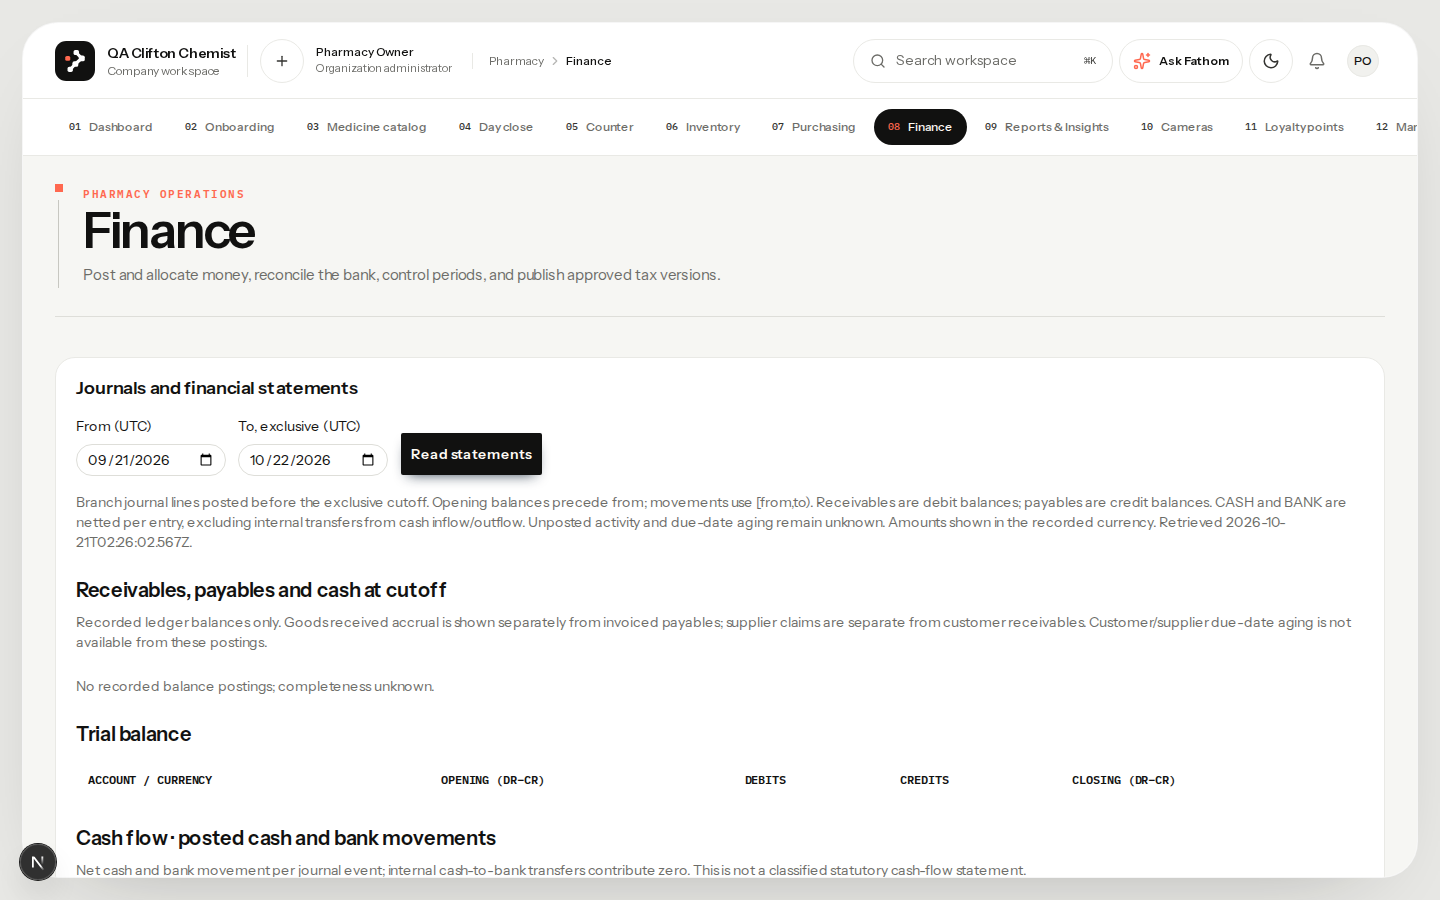 QA Clifton Chemist
Company workspace
Pharmacy Owner
Organization administrator
Pharmacy > Finance
Search workspace ⌘K
Ask Fathom
PO
01 Dashboard 02 Onboarding 03 Medicine catalog 04 Day close 05 Counter 06 Inventory 07 Purchasing 08 Finance 09 Reports & Insights 10 Cameras 11 Loyalty points 12 Mar
PHARMACY OPERATIONS
Finance
Post and allocate money, reconcile the bank, control periods, and publish approved tax versions.
Journals and financial statements
From (UTC) To, exclusive (UTC)
09/21/2026 10/22/2026 Read statements
Branch journal lines posted before the exclusive cutoff. Opening balances precede from; movements use [from,to). Receivables are debit balances; payables are credit balances. CASH and BANK are
netted per entry, excluding internal transfers from cash inflow/outflow. Unposted activity and due-date aging remain unknown. Amounts shown in the recorded currency. Retrieved 2026-10-
21T02:26:02.567Z.
Receivables, payables and cash at cutoff
Recorded ledger balances only. Goods received accrual is shown separately from invoiced payables; supplier claims are separate from customer receivables. Customer/supplier due-date aging is not
available from these postings.
No recorded balance postings; completeness unknown.
Trial balance
ACCOUNT / CURRENCY OPENING (DR−CR) DEBITS CREDITS CLOSING (DR−CR)
Cash flow · posted cash and bank movements
Net cash and bank movement per journal event; internal cash-to-bank transfers contribute zero. This is not a classified statutory cash-flow statement.
N